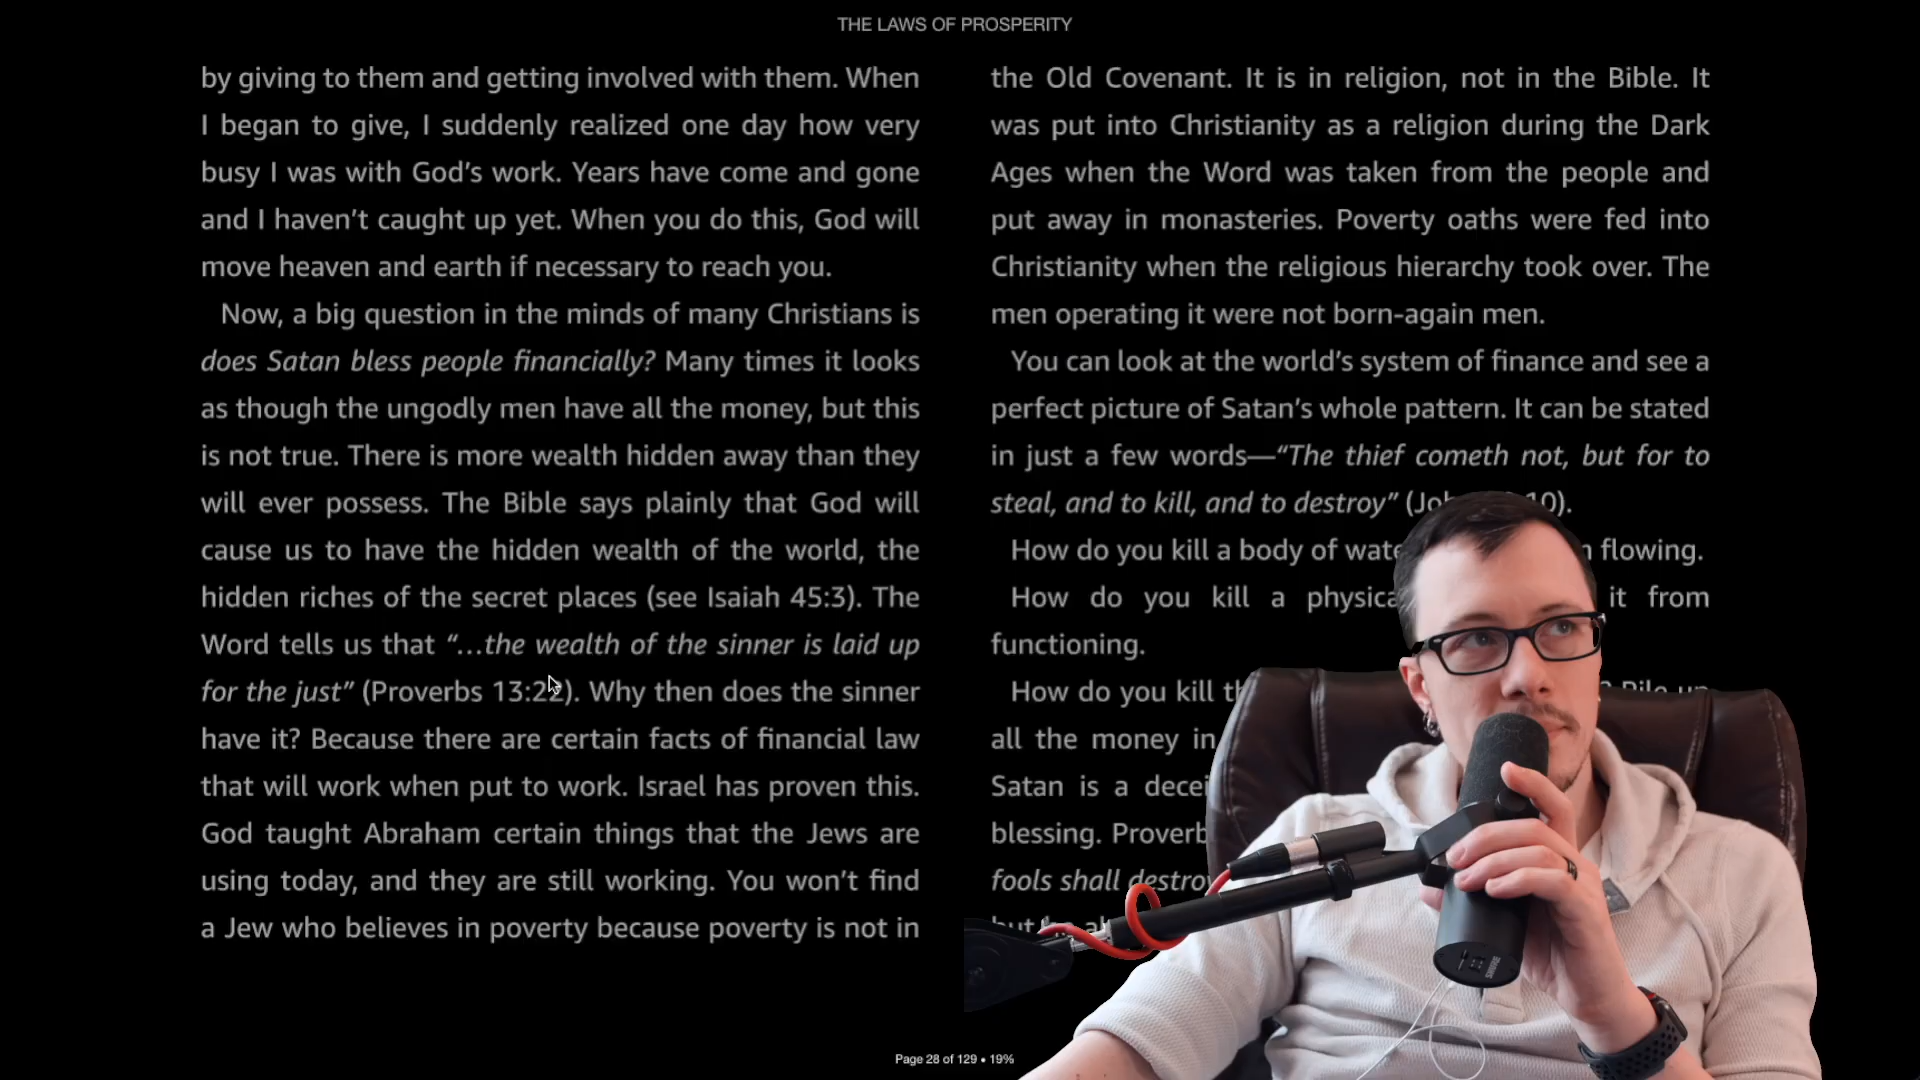 THE LAWS OF PROSPERITY
by giving to them and getting involved with them. When
I began to give, I suddenly realized one day how very
busy I was with God’s work. Years have come and gone
and I haven’t caught up yet. When you do this, God will
move heaven and earth if necessary to reach you.
Now, a big question in the minds of many Christians is
does Satan bless people financially? Many times it looks
as though the ungodly men have all the money, but this
is not true. There is more wealth hidden away than they
will ever possess. The Bible says plainly that God will
cause us to have the hidden wealth of the world, the
hidden riches of the secret places (see Isaiah 45:3). The
Word tells us that “…the wealth of the sinner is laid up
for the just” (Proverbs 13:22). Why then does the sinner
have it? Because there are certain facts of financial law
that will work when put to work. Israel has proven this.
God taught Abraham certain things that the Jews are
using today, and they are still working. You won’t find
a Jew who believes in poverty because poverty is not in
the Old Covenant. It is in religion, not in the Bible. It
was put into Christianity as a religion during the Dark
Ages when the Word was taken from the people and
put away in monasteries. Poverty oaths were fed into
Christianity when the religious hierarchy took over. The
men operating it were not born-again men.
You can look at the world’s system of finance and see a
perfect picture of Satan’s whole pattern. It can be stated
in just a few words—“The thief cometh not, but for to
steal, and to kill, and to destroy” 10).
How do you kill a body of flowing.
How do you kill a it from
functioning.
How do you kill
all the money in
Satan is a
blessing.
fools shall
Page 28 of 129 • 19%
SHURE